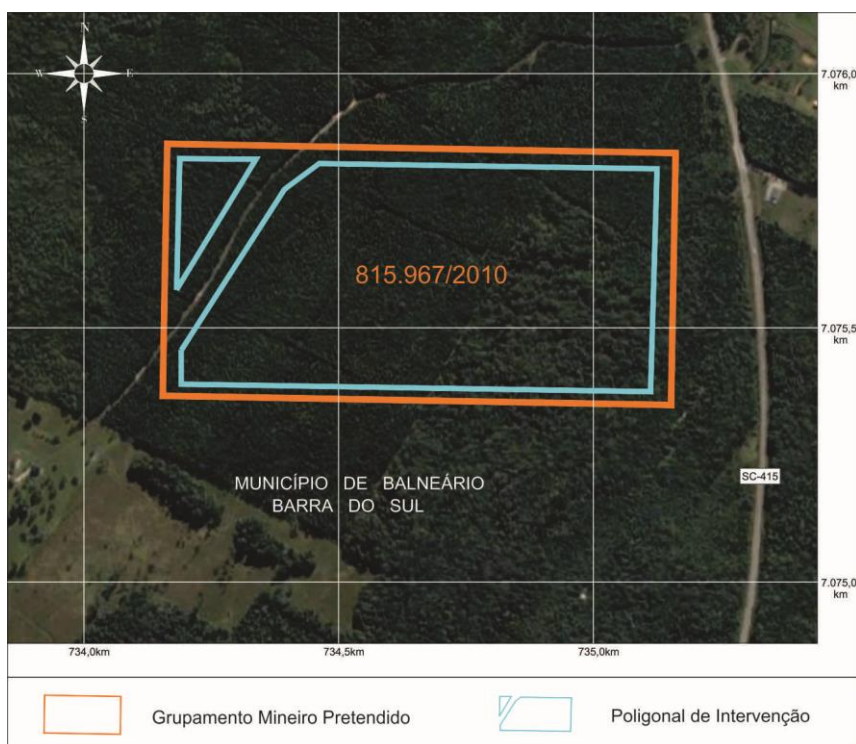 N
W
E
S
7.076,0
km
815.967/2010
7.075,5
km
MUNICÍPIO DE BALNEÁRIO
BARRA DO SUL
SC-415
7.075,0
km
734,0km
734,5km
735,0km
Grupamento Mineiro Pretendido
Poligonal de Intervenção